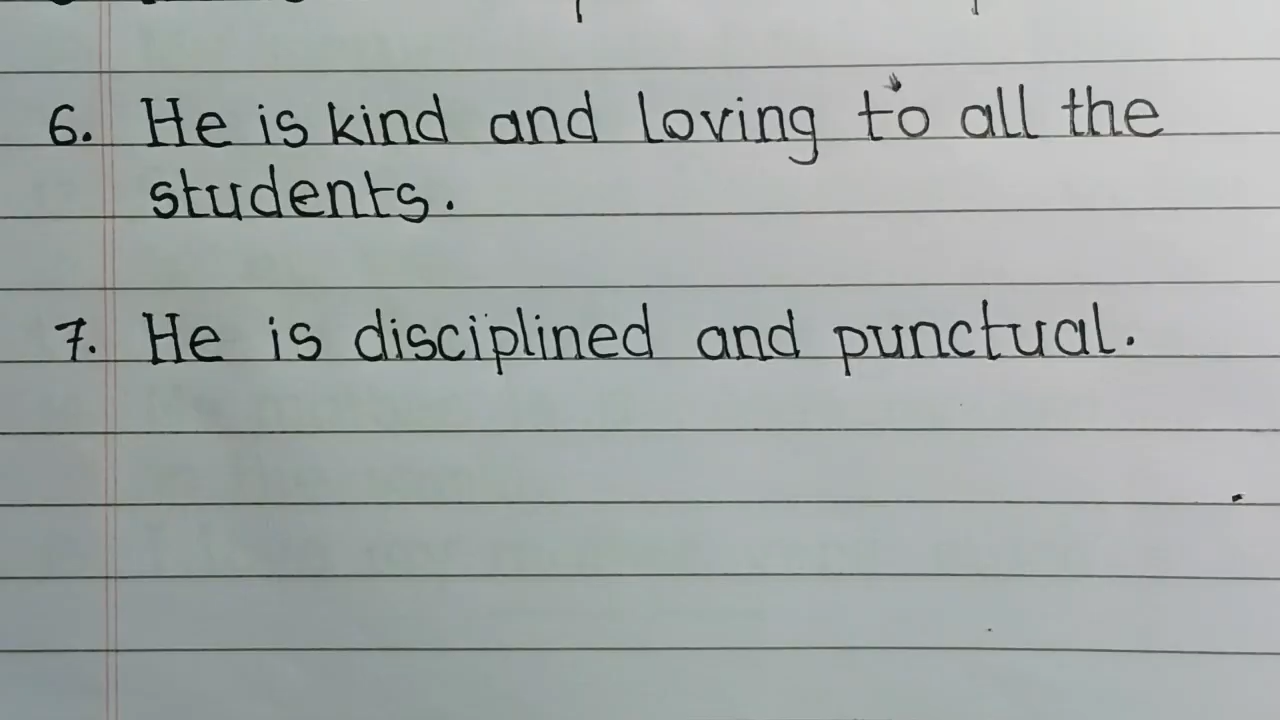 6. He is kind and loving to all the
students.
7. He is disciplined and punctual.